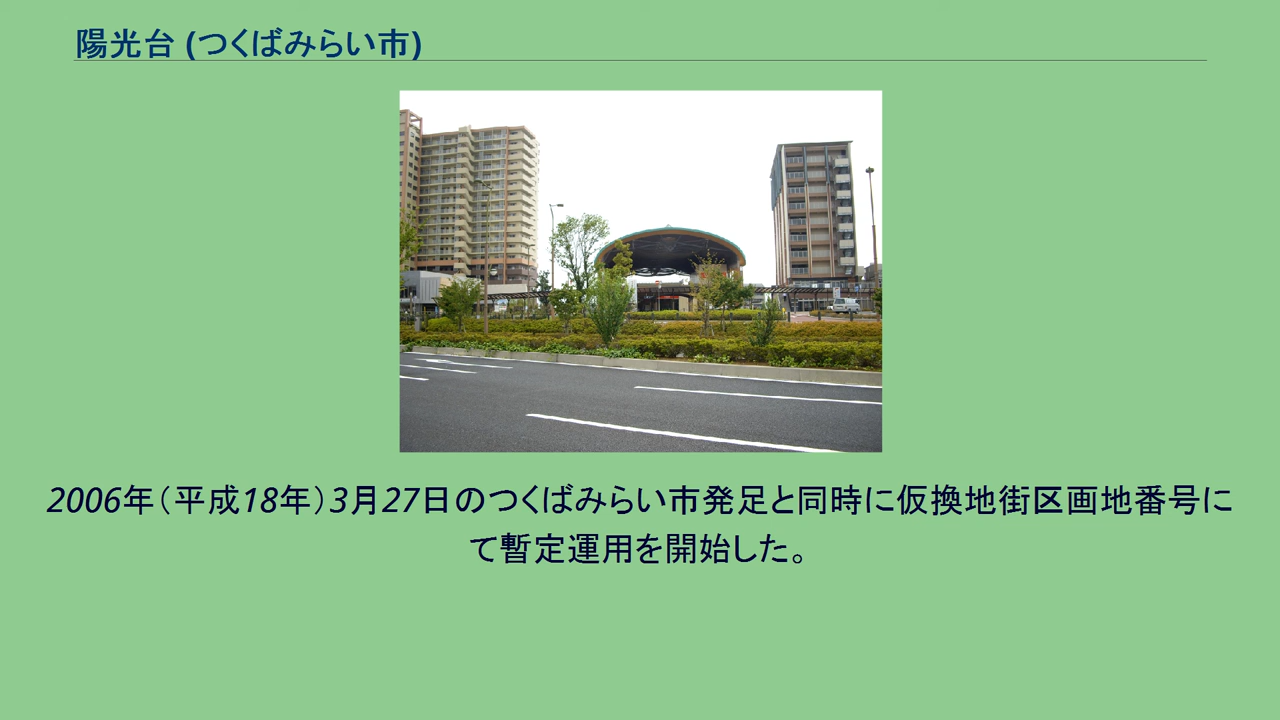 陽光台 (つくばみらい市)
2006年（平成18年）3月27日のつくばみらい市発足と同時に仮換地街区画地番号に
て暫定運用を開始した。